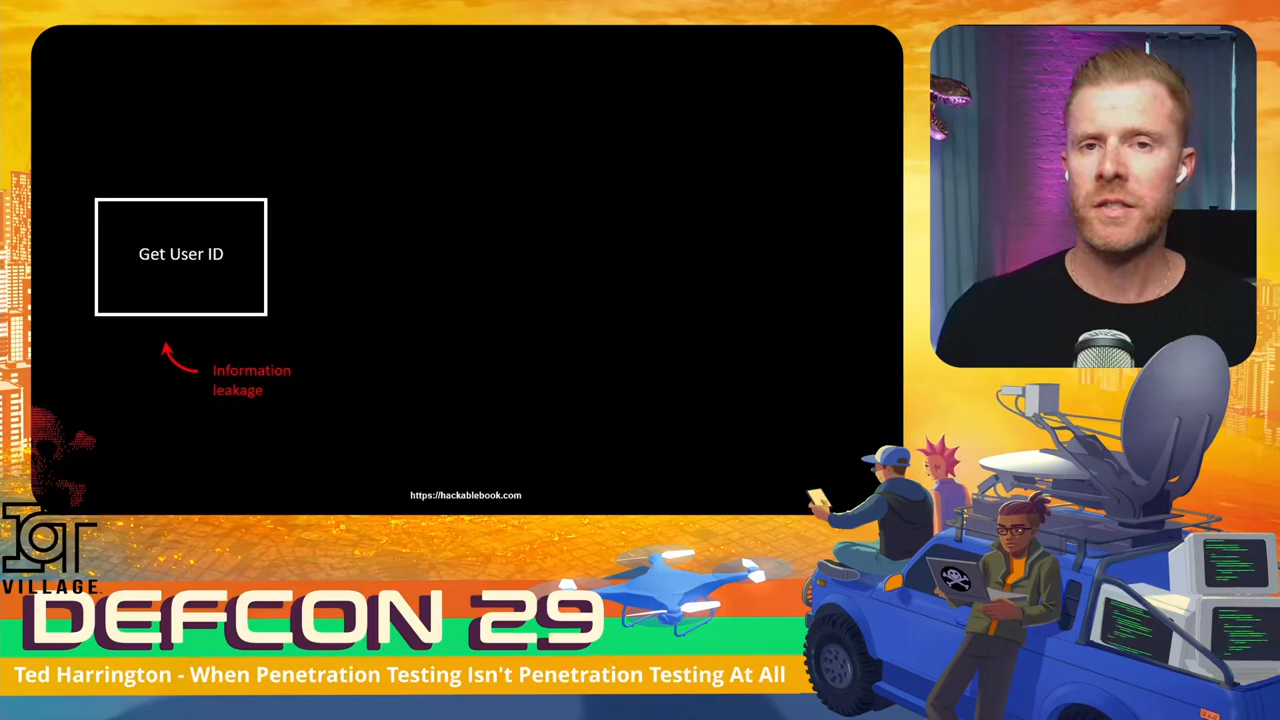 Get User ID
Information
leakage
https://hackablebook.com
IOT
VILLAGE
DEFCON 29
Ted Harrington - When Penetration Testing Isn't Penetration Testing At All